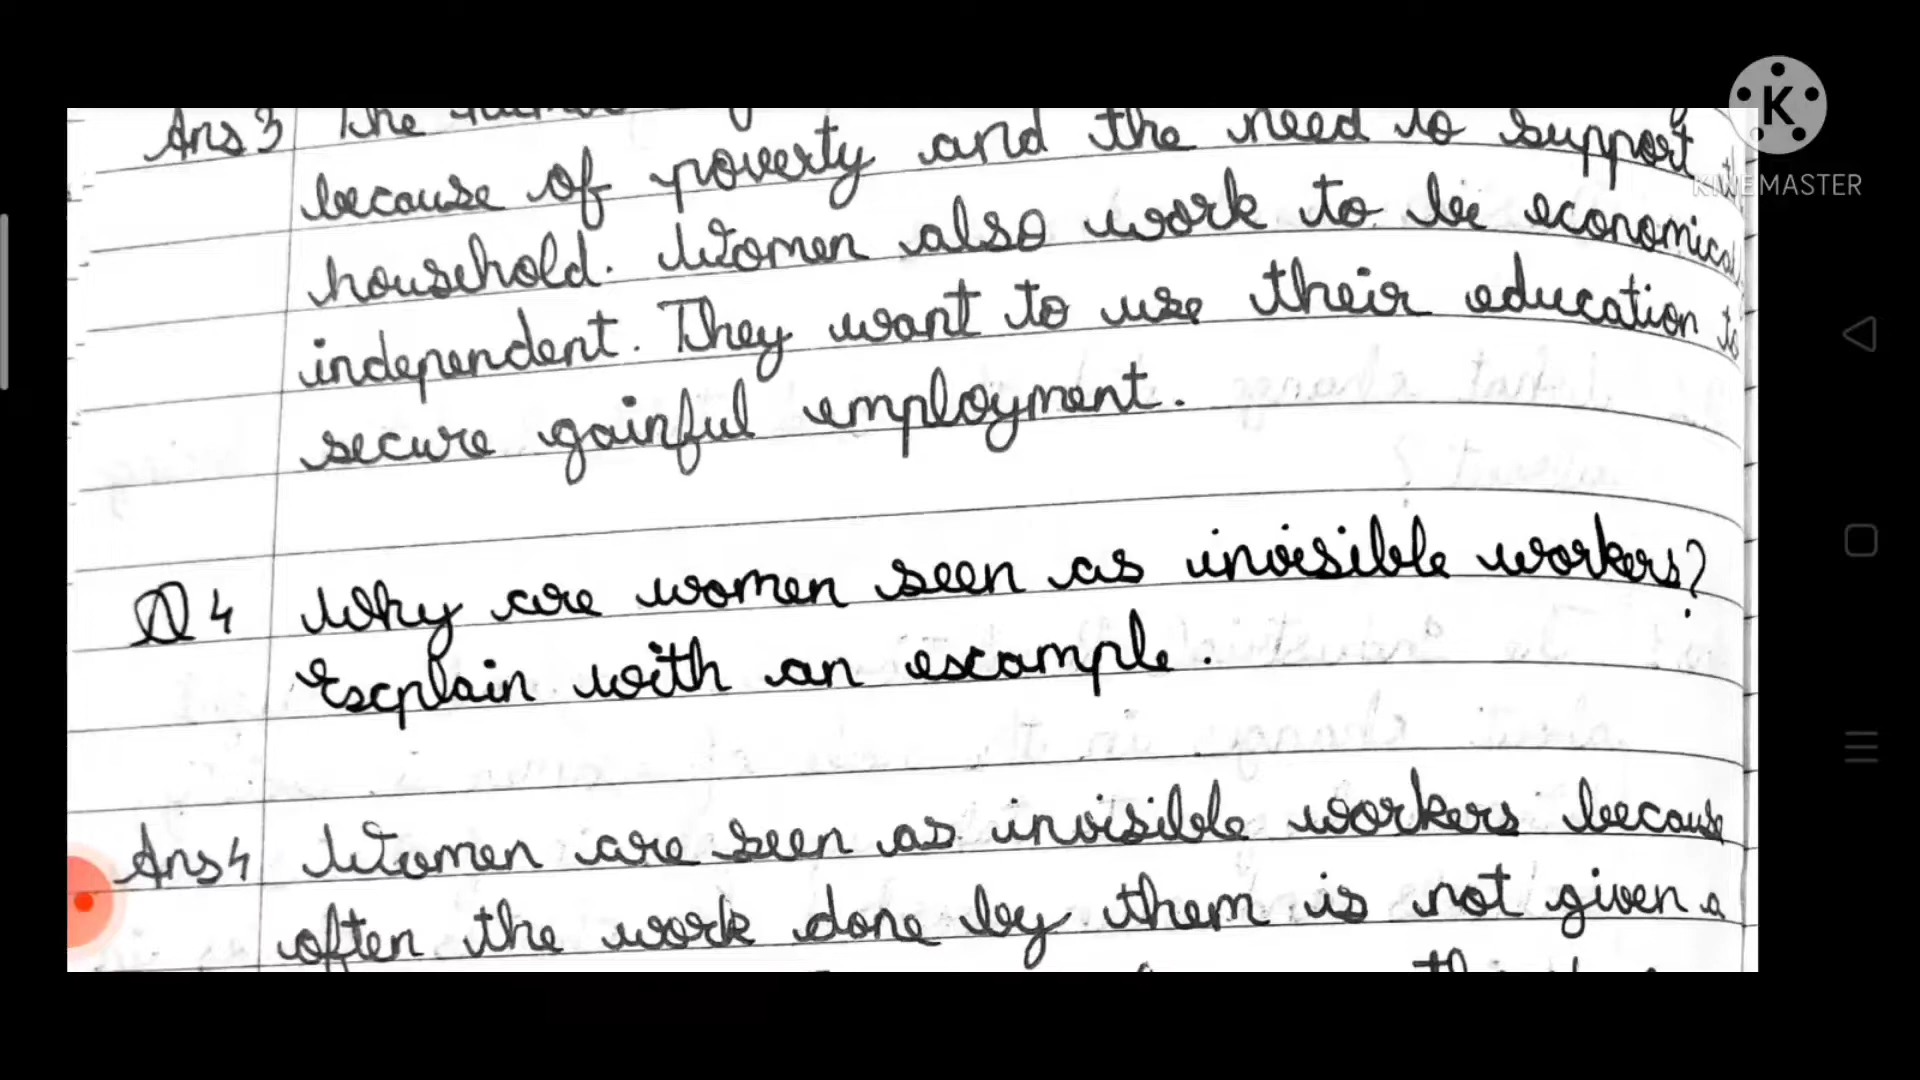 Ans 3 The
because of poverty and the need to support
household. Women also work to be economical
independent. They want to use their education to
secure gainful employment.
Q 4 Why are women seen as invisible workers?
Explain with an example.
Ans 4 Women are seen as invisible workers because
often the work done by them is not given a
K
KINEMASTER